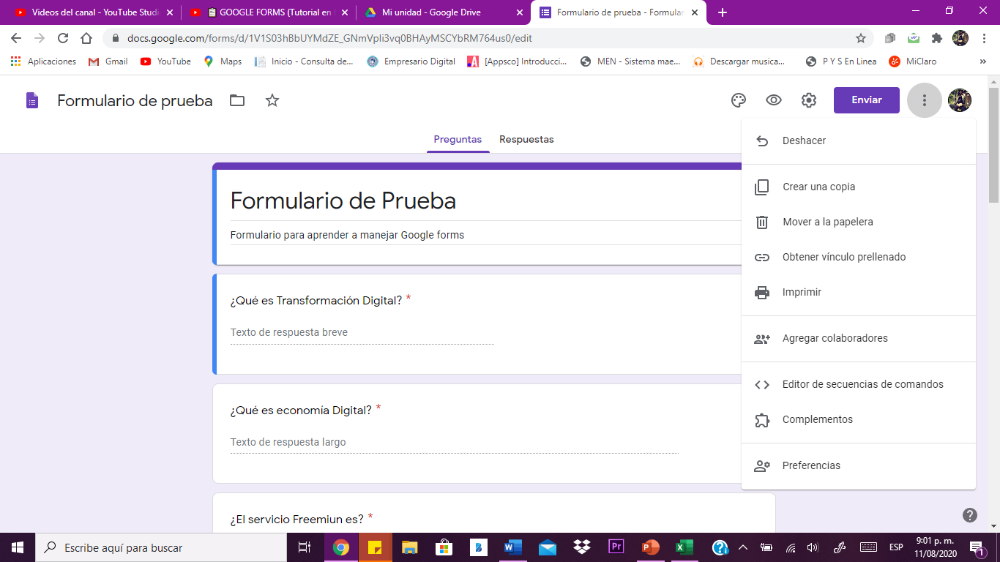 Videos del canal - YouTube Studi
GOOGLE FORMS (Tutorial en
Mi unidad - Google Drive
Formulario de prueba - Formular
docs.google.com/forms/d/1V1S03hBbUYMdZE_GNmVpIi3vq0BHAyMSCYbRM764us0/edit
Aplicaciones
Gmail
YouTube
Maps
Inicio - Consulta de...
Empresario Digital
[Appsco] Introducci...
MEN - Sistema mae...
Descargar musica...
P Y S En Linea
MiClaro
»
Formulario de prueba
Enviar
Preguntas
Respuestas
Formulario de Prueba
Formulario para aprender a manejar Google forms
¿Qué es Transformación Digital? *
Texto de respuesta breve
¿Qué es economía Digital? *
Texto de respuesta largo
¿El servicio Freemiun es? *
Deshacer
Crear una copia
Mover a la papelera
Obtener vínculo prellenado
Imprimir
Agregar colaboradores
Editor de secuencias de comandos
Complementos
Preferencias
Escribe aquí para buscar
Pr
ESP
9:01 p. m.
11/08/2020
1